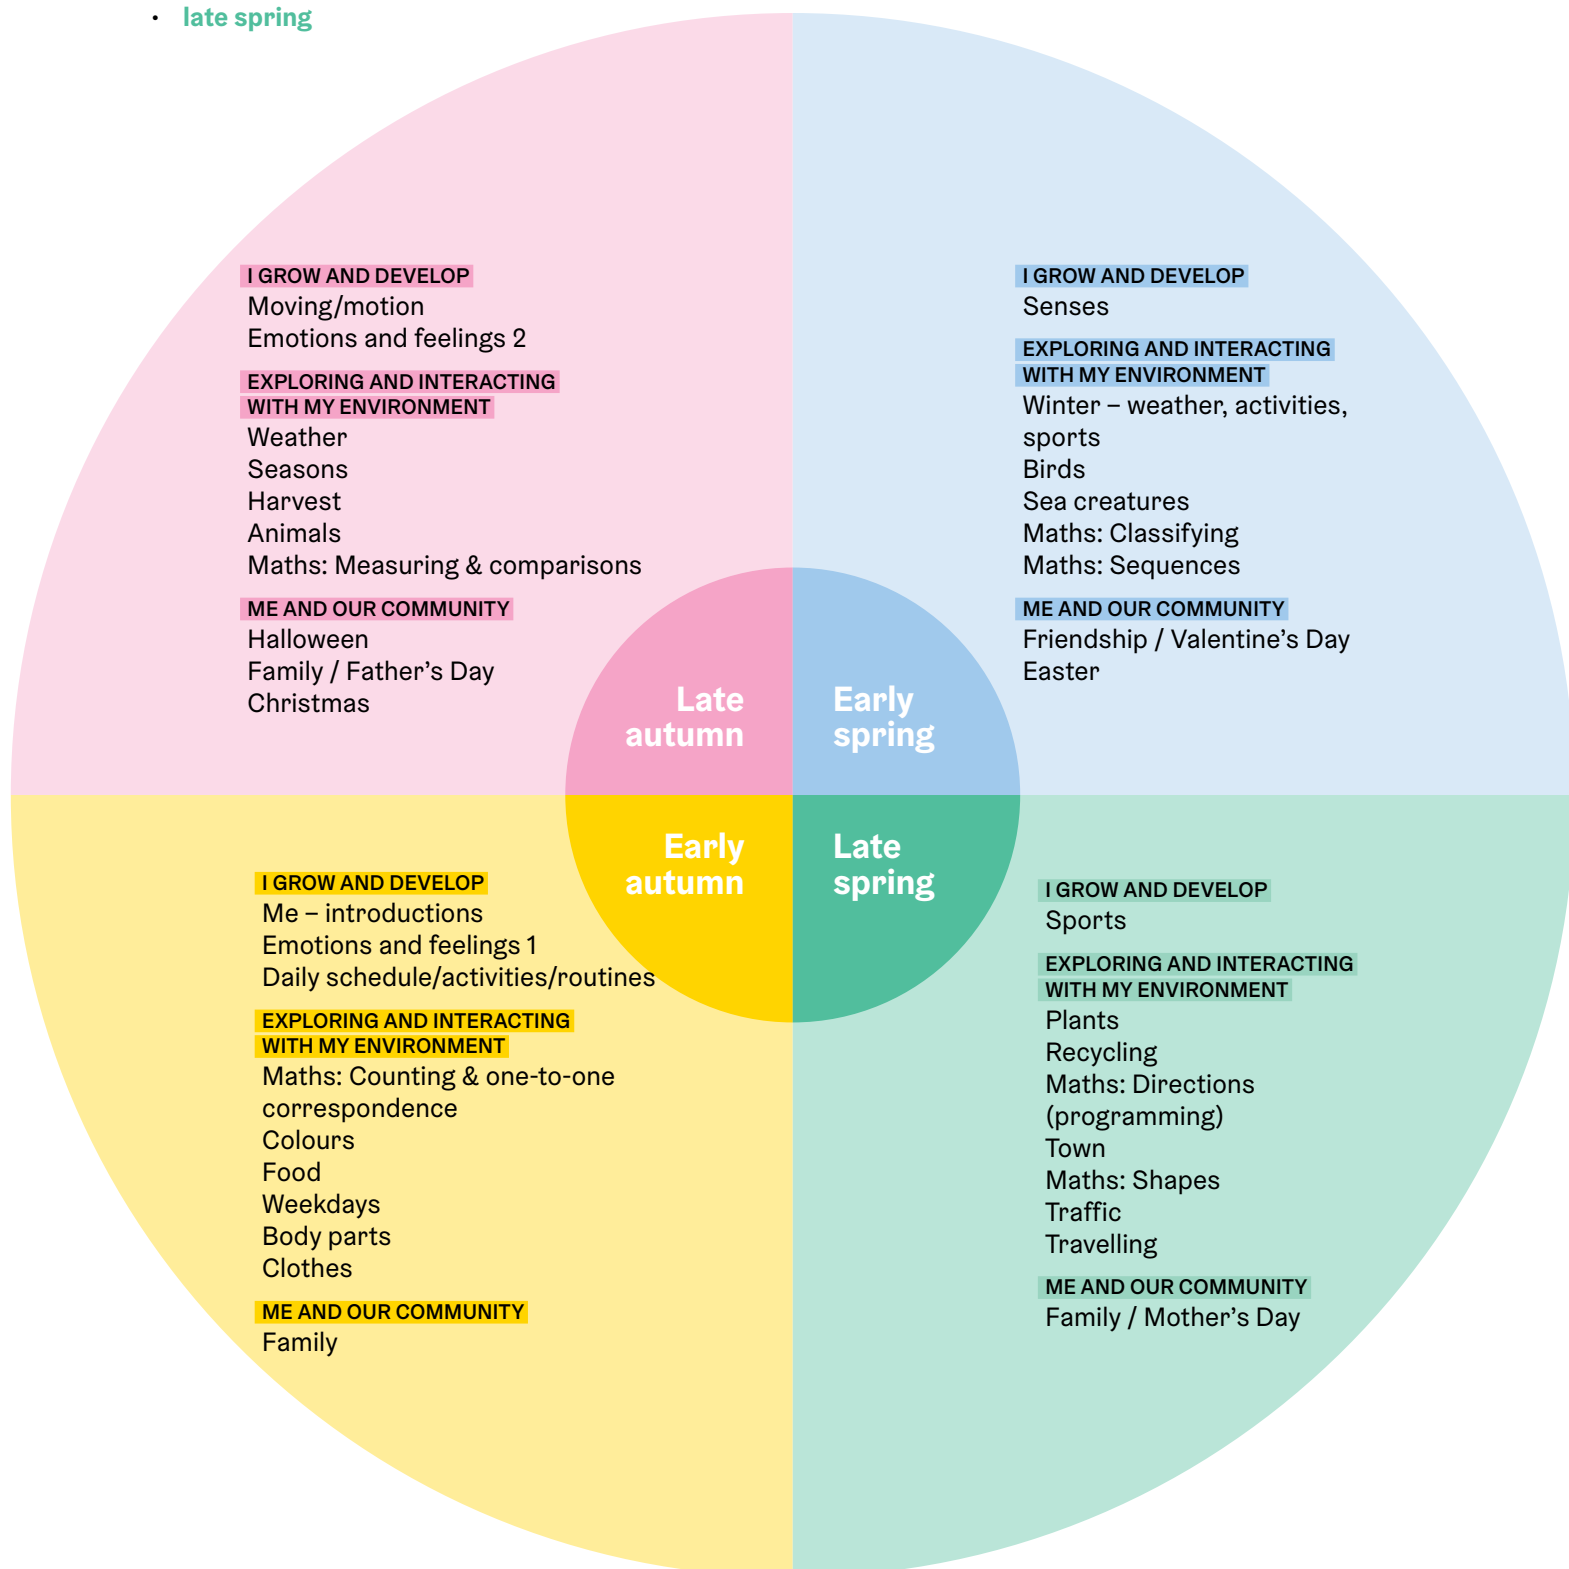 · late spring
I GROW AND DEVELOP
Moving/motion
Emotions and feelings 2
EXPLORING AND INTERACTING
WITH MY ENVIRONMENT
Weather
Seasons
Harvest
Animals
Maths: Measuring & comparisons
ME AND OUR COMMUNITY
Halloween
Family / Father’s Day
Christmas
Late
autumn
I GROW AND DEVELOP
Senses
EXPLORING AND INTERACTING
WITH MY ENVIRONMENT
Winter – weather, activities,
sports
Birds
Sea creatures
Maths: Classifying
Maths: Sequences
ME AND OUR COMMUNITY
Friendship / Valentine’s Day
Easter
Early
spring
Early
autumn
I GROW AND DEVELOP
Me – introductions
Emotions and feelings 1
Daily schedule/activities/routines
EXPLORING AND INTERACTING
WITH MY ENVIRONMENT
Maths: Counting & one-to-one
correspondence
Colours
Food
Weekdays
Body parts
Clothes
ME AND OUR COMMUNITY
Family
Late
spring
I GROW AND DEVELOP
Sports
EXPLORING AND INTERACTING
WITH MY ENVIRONMENT
Plants
Recycling
Maths: Directions
(programming)
Town
Maths: Shapes
Traffic
Travelling
ME AND OUR COMMUNITY
Family / Mother’s Day